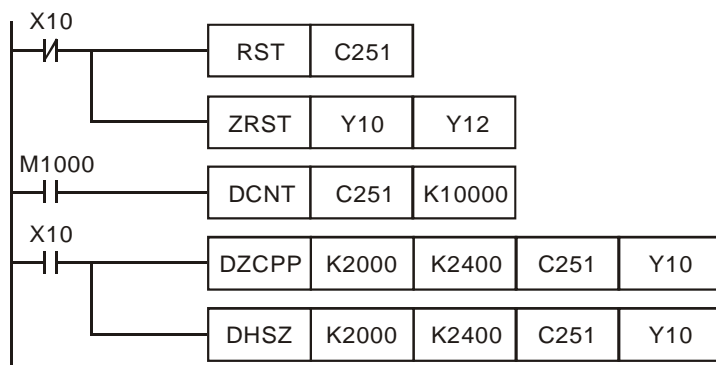 X10
RST C251
ZRST Y10 Y12
M1000
DCNT C251 K10000
X10
DZCPP K2000 K2400 C251 Y10
DHSZ K2000 K2400 C251 Y10